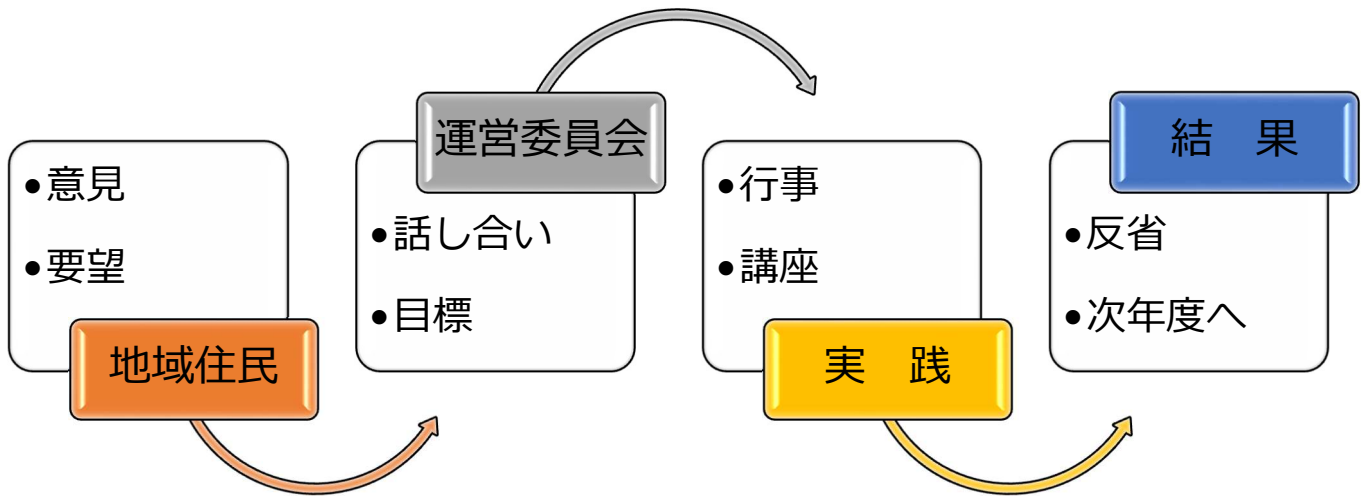 •意見
•要望
地域住民
運営委員会
•話し合い
•目標
•行事
•講座
実　践
結　果
•反省
•次年度へ